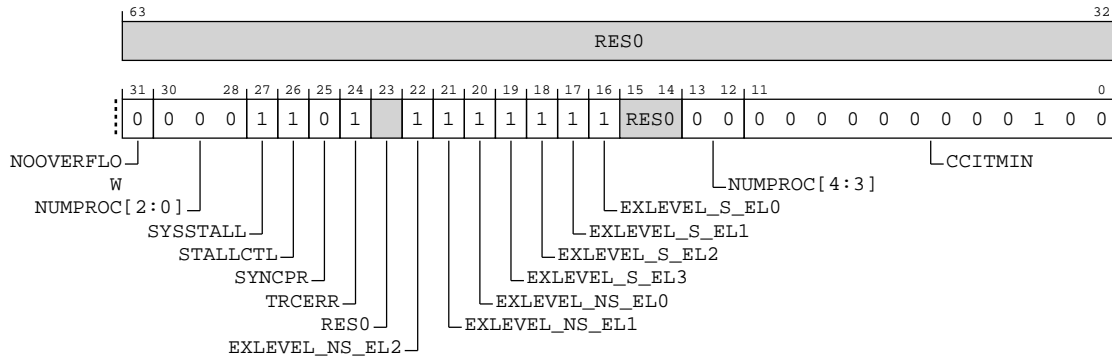 63 32
RES0
31 30 28 27 26 25 24 23 22 21 20 19 18 17 16 15 14 13 12 11 0
0 0 0 0 1 1 0 1 1 1 1 1 1 1 1 RES0 0 0 0 0 0 0 0 0 0 0 0 1 0 0
NOOVERFLO CCITMIN
W NUMPROC[4:3]
NUMPROC[2:0] EXLEVEL_S_EL0
SYSSTALL EXLEVEL_S_EL1
STALLCTL EXLEVEL_S_EL2
SYNCPR EXLEVEL_S_EL3
TRCERR EXLEVEL_NS_EL0
RES0 EXLEVEL_NS_EL1
EXLEVEL_NS_EL2